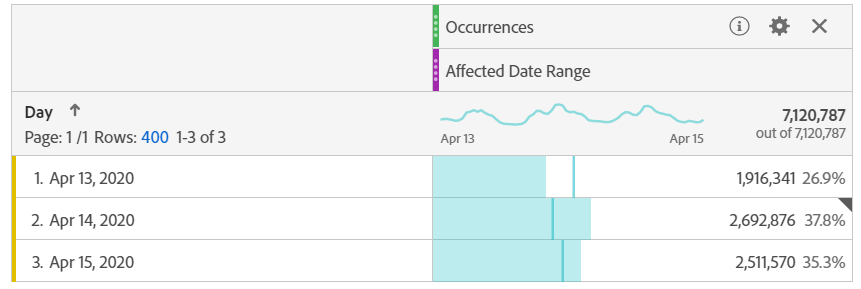 Occurrences
Affected Date Range
Day ↑
7,120,787
Page: 1 /1 Rows: 400 1-3 of 3
out of 7,120,787
Apr 13
Apr 15
1. Apr 13, 2020 1,916,341 26.9%
2. Apr 14, 2020 2,692,876 37.8%
3. Apr 15, 2020 2,511,570 35.3%